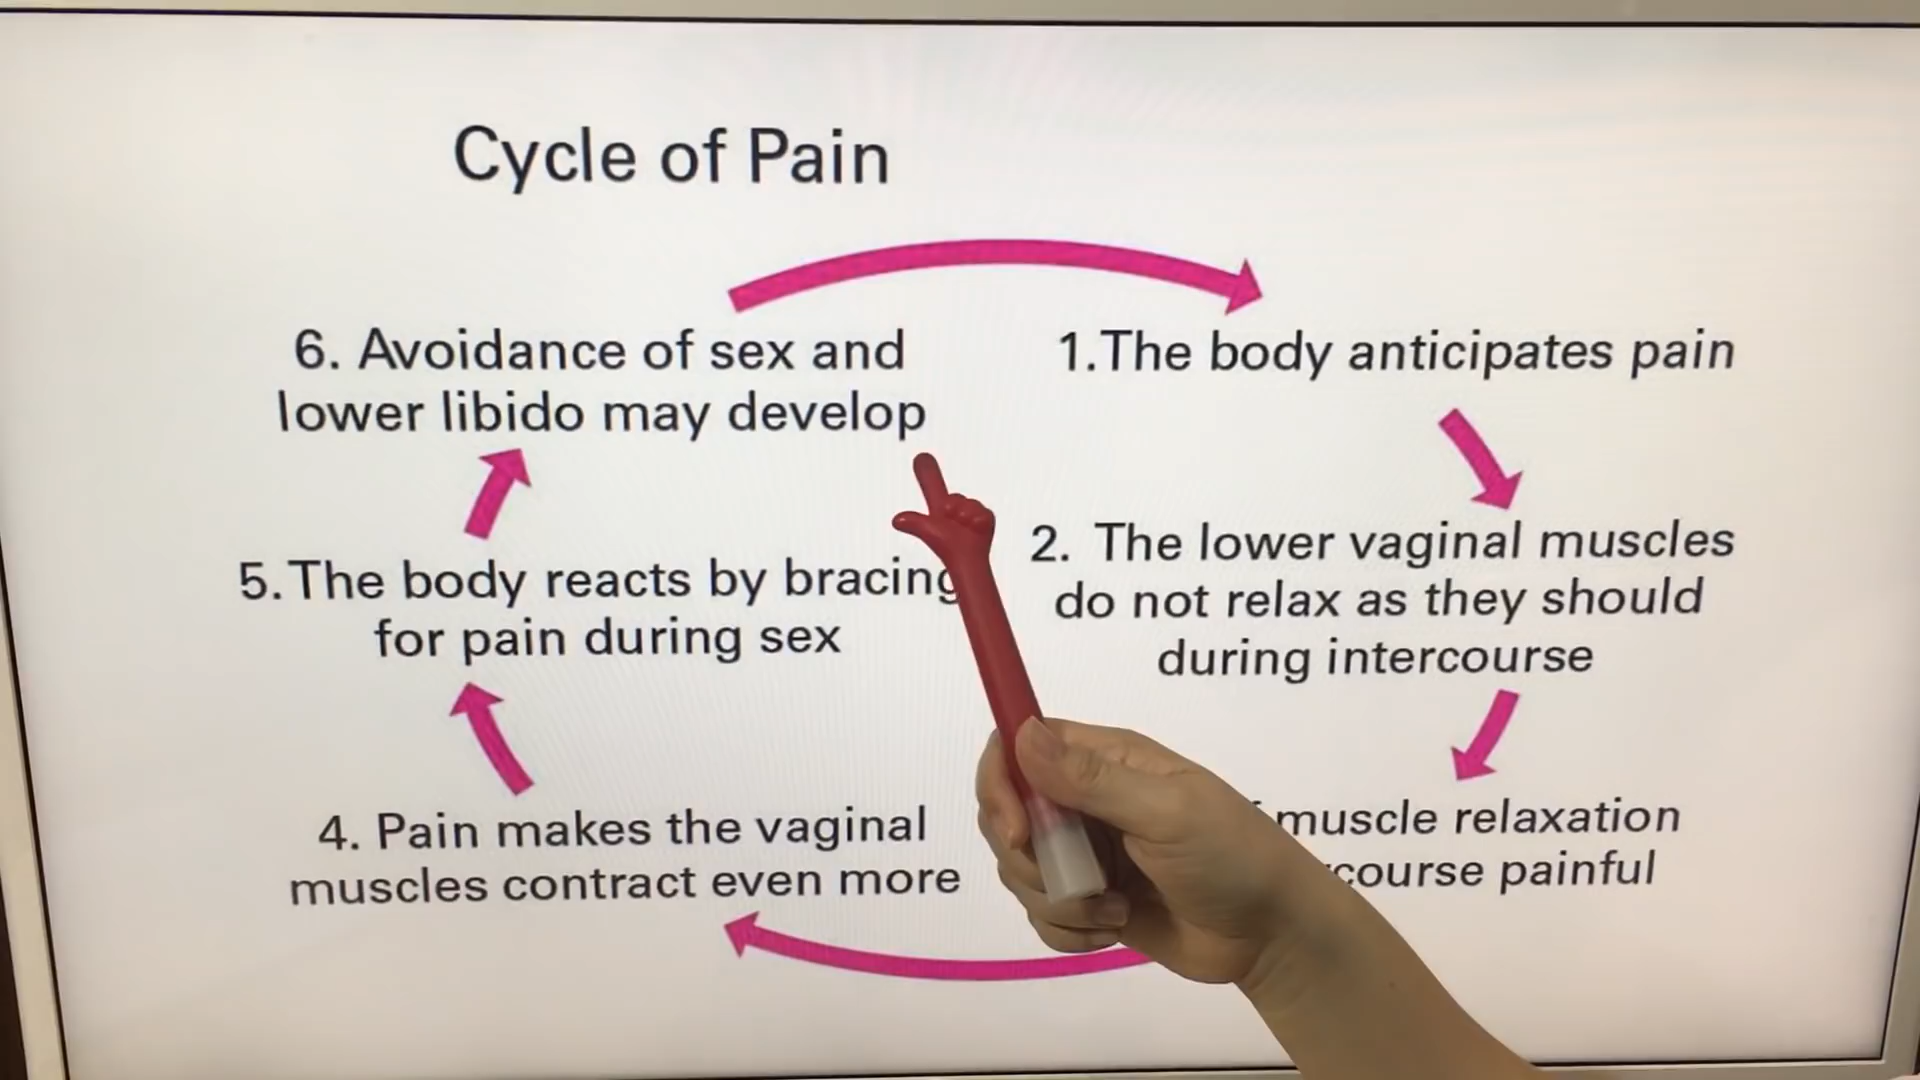 Cycle of Pain
1.The body anticipates pain
2. The lower vaginal muscles
do not relax as they should
during intercourse
muscle relaxation
painful
4. Pain makes the vaginal
muscles contract even more
5. The body reacts by bracing
for pain during sex
6. Avoidance of sex and
lower libido may develop